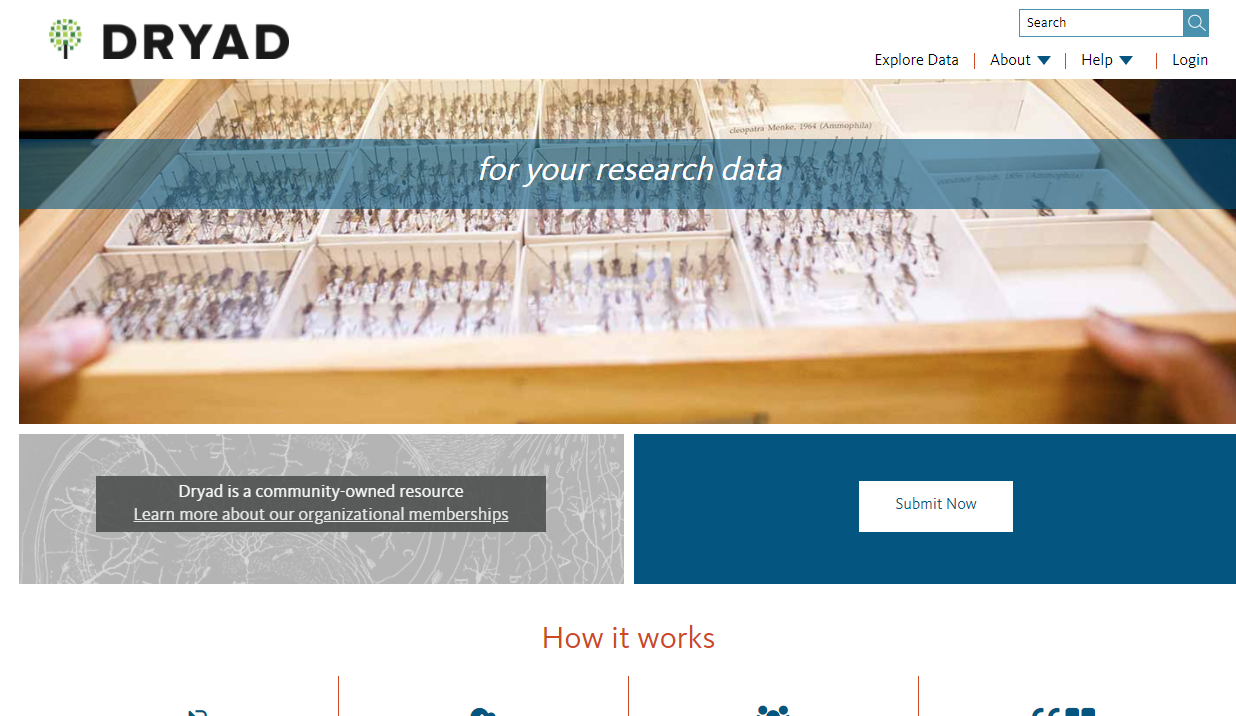 DRYAD
Search
Explore Data
About
Help
Login
cleopatra Menke, 1964 (Ammophila)
for your research data
Dryad is a community-owned resource
Learn more about our organizational memberships
Submit Now
How it works